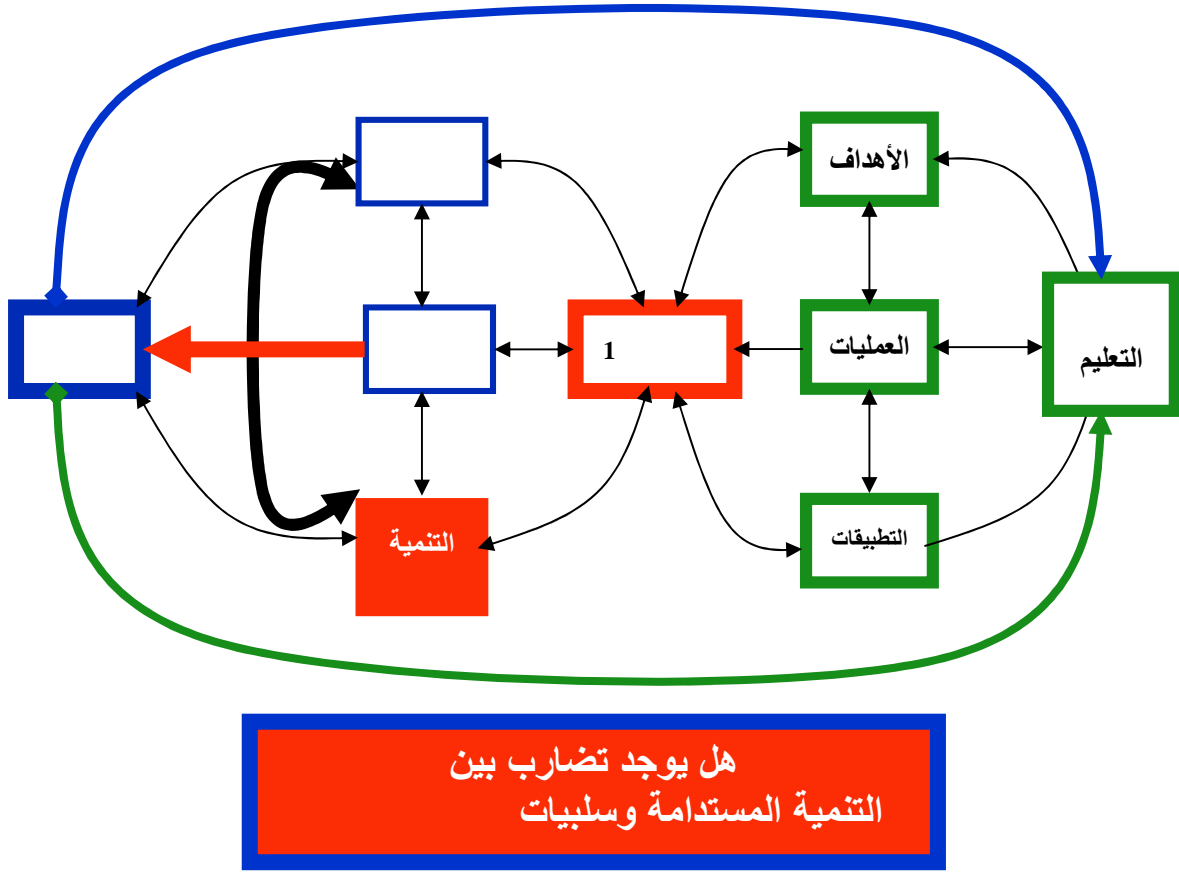 الأهداف
التعليم
العمليات
1
التطبيقات
التنمية
هل يوجد تضارب بين
التنمية المستدامة وسلبيات